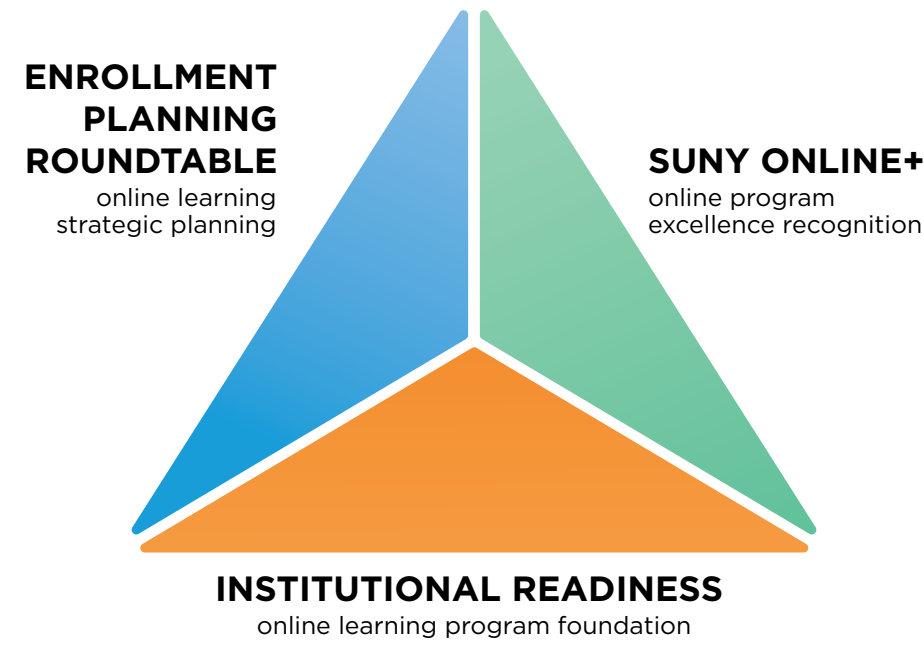 ENROLLMENT
PLANNING
ROUNDTABLE
online learning
strategic planning
SUNY ONLINE+
online program
excellence recognition
INSTITUTIONAL READINESS
online learning program foundation